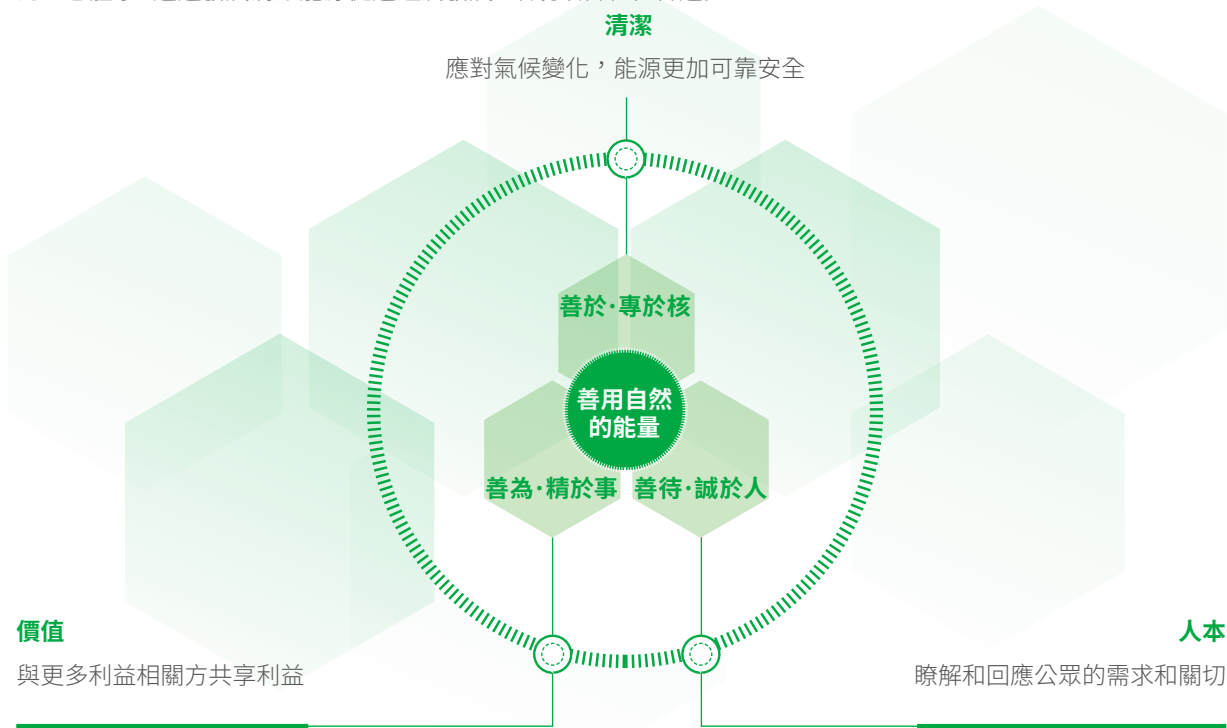 清潔
應對氣候變化，能源更加可靠安全
善於·專於核
善用自然
的能量
善為·精於事
善待·誠於人
價值
與更多利益相關方共享利益
人本
瞭解和回應公眾的需求和關切